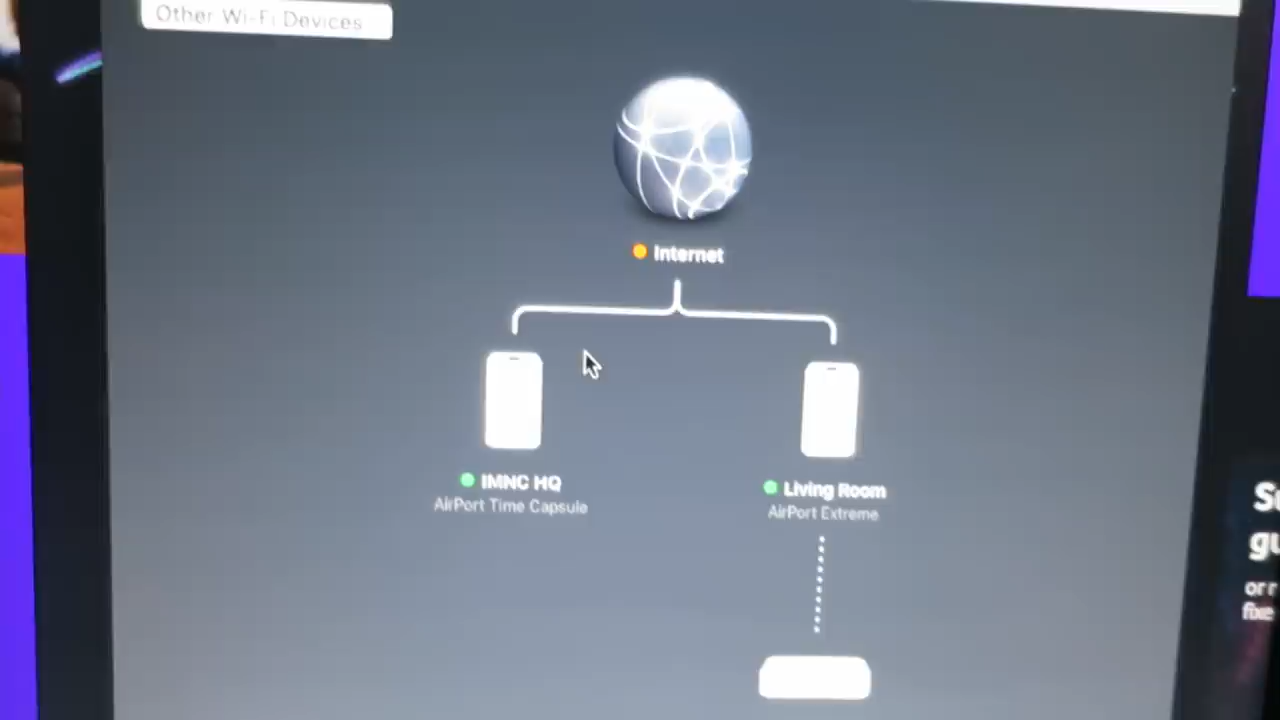 Other Wi-Fi Devices
Internet
IMNC HQ
AirPort Time Capsule
Living Room
AirPort Extreme